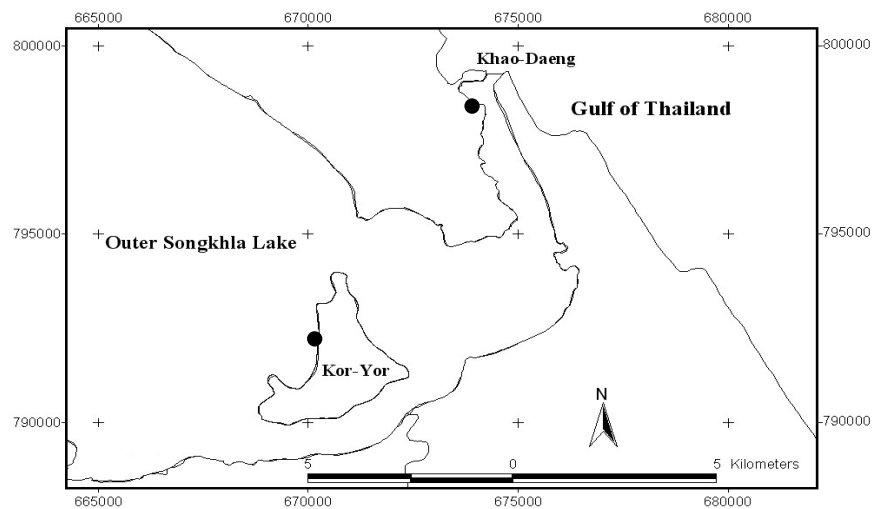 665000 670000 675000 680000
800000 800000
Khao-Daeng
Gulf of Thailand
795000 795000
Outer Songkhla Lake
Kor-Yor
N
790000 790000
5 0 5 Kilometers
665000 670000 675000 680000